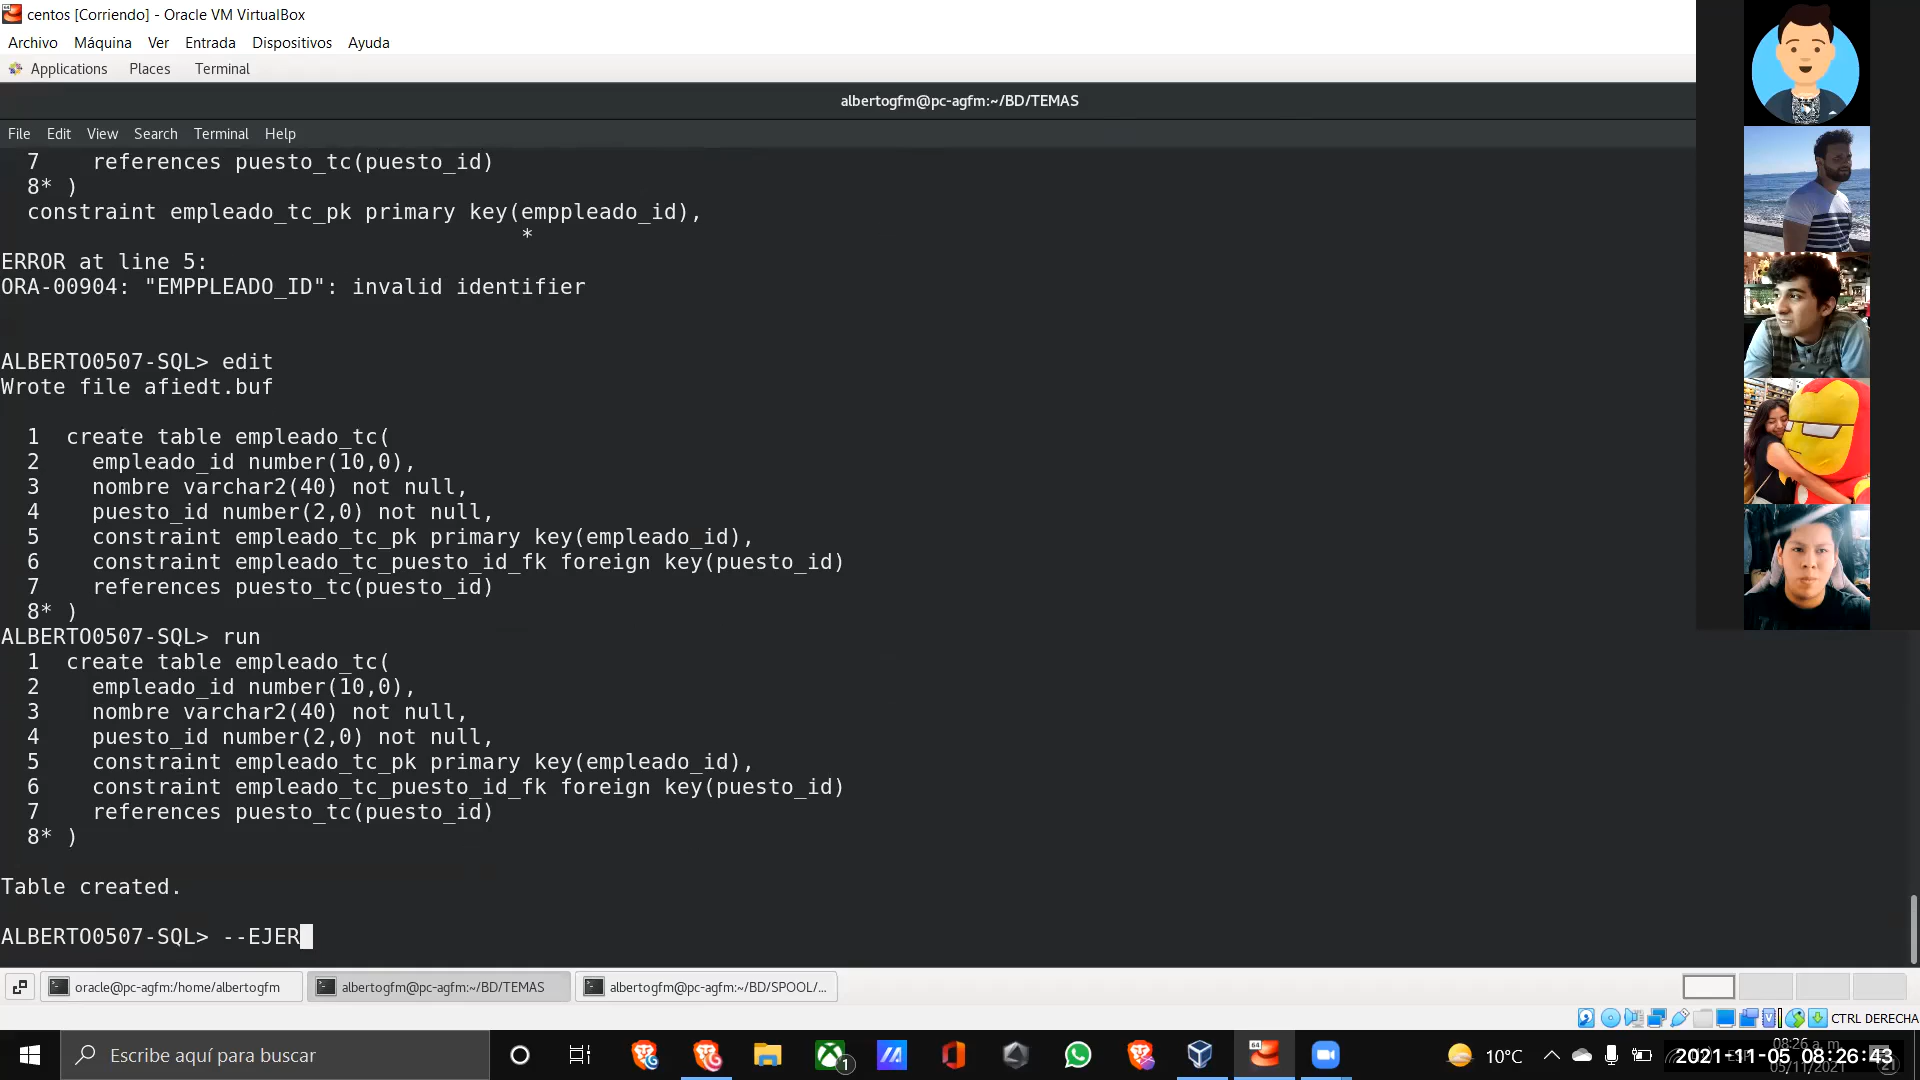 centos [Corriendo] - Oracle VM VirtualBox
Archivo Máquina Ver Entrada Dispositivos Ayuda
Applications Places Terminal
albertogfm@pc-agfm:~/BD/TEMAS
File Edit View Search Terminal Help
7 references puesto_tc(puesto_id)
8* )
constraint empleado_tc_pk primary key(emppleado_id),
*
ERROR at line 5:
ORA-00904: "EMPPLEADO_ID": invalid identifier
ALBERTO0507-SQL> edit
Wrote file afiedt.buf
1 create table empleado_tc(
2 empleado_id number(10,0),
3 nombre varchar2(40) not null,
4 puesto_id number(2,0) not null,
5 constraint empleado_tc_pk primary key(empleado_id),
6 constraint empleado_tc_puesto_id_fk foreign key(puesto_id)
7 references puesto_tc(puesto_id)
8* )
ALBERTO0507-SQL> run
1 create table empleado_tc(
2 empleado_id number(10,0),
3 nombre varchar2(40) not null,
4 puesto_id number(2,0) not null,
5 constraint empleado_tc_pk primary key(empleado_id),
6 constraint empleado_tc_puesto_id_fk foreign key(puesto_id)
7 references puesto_tc(puesto_id)
8* )
Table created.
ALBERTO0507-SQL> --EJER
oracle@pc-agfm:/home/albertogfm albertogfm@pc-agfm:~/BD/TEMAS albertogfm@pc-agfm:~/BD/SPOOL/...
CTRL DERECHA
Escribe aquí para buscar
1
64
10°C
08:26 a. m.
2021-11-05 08:26:43
05/11/2021
21